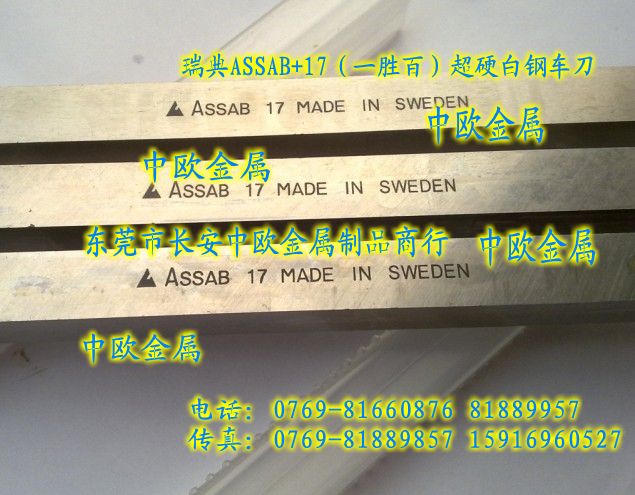 瑞典ASSAB+17（一胜百）超硬白钢车刀
ASSAB 17 MADE IN SWEDEN
中欧金属
中欧金属
ASSAB 17 MADE IN SWEDEN
东莞市长安中欧金属制品商行
中欧金属
ASSAB 17 MADE IN SWEDEN
中欧金属
电话: 0769-81660876 81889957
传真: 0769-81889857 15916960527